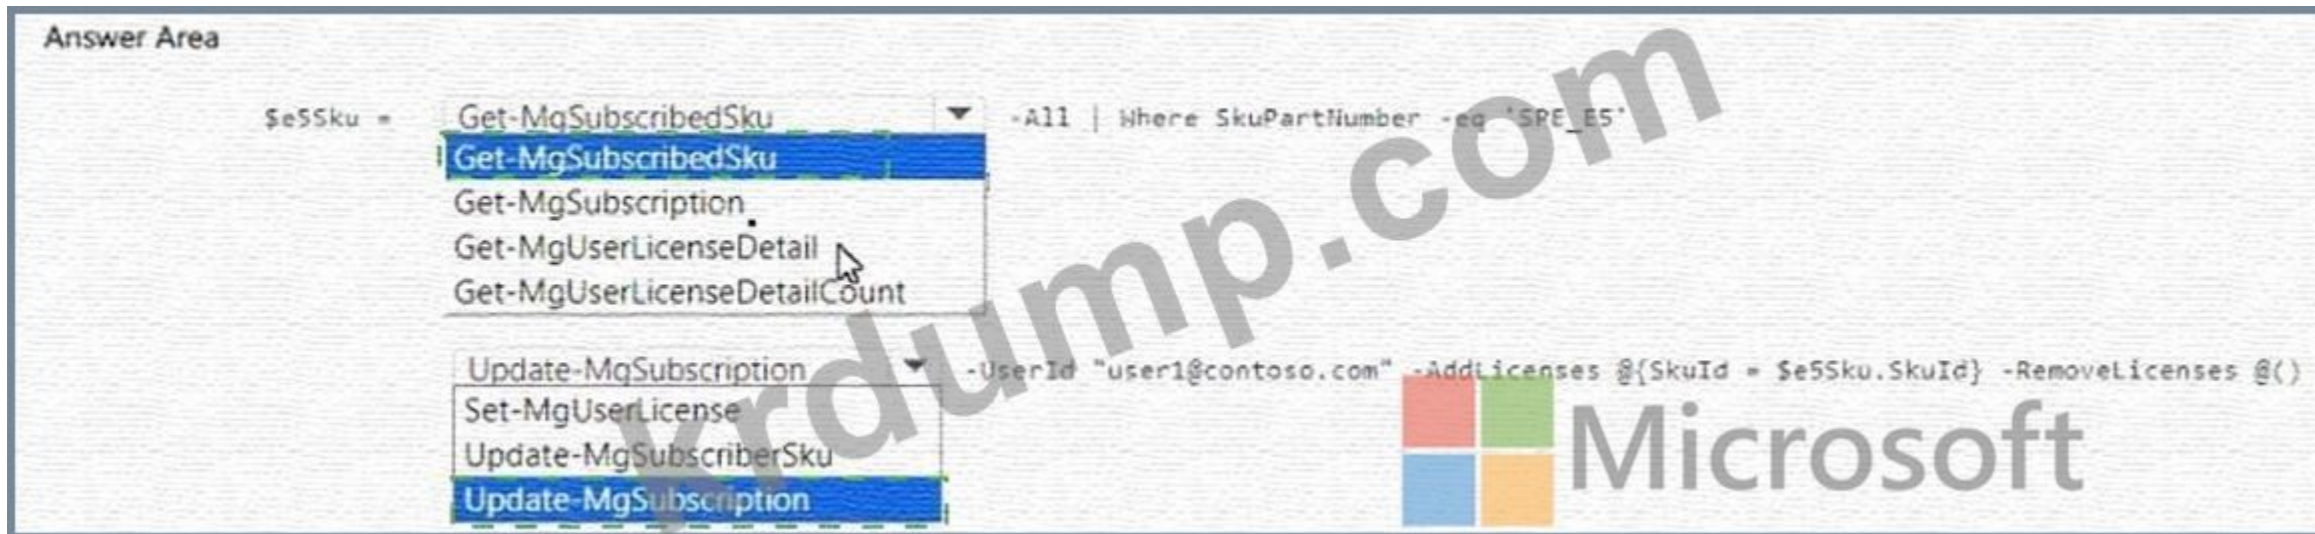 Answer Area
$e5Sku = Get-MgSubscribedSku -All | Where SkuPartNumber -eq 'SPE_E5'
Get-MgSubscribedSku
Get-MgSubscription
Get-MgUserLicenseDetail
Get-MgUserLicenseDetailCount
Update-MgSubscription -UserId "user1@contoso.com" -AddLicenses @{SkuId = $e5Sku.SkuId} -RemoveLicenses @()
Set-MgUserLicense
Update-MgSubscriberSku
Update-MgSubscription
krdump.com
Microsoft